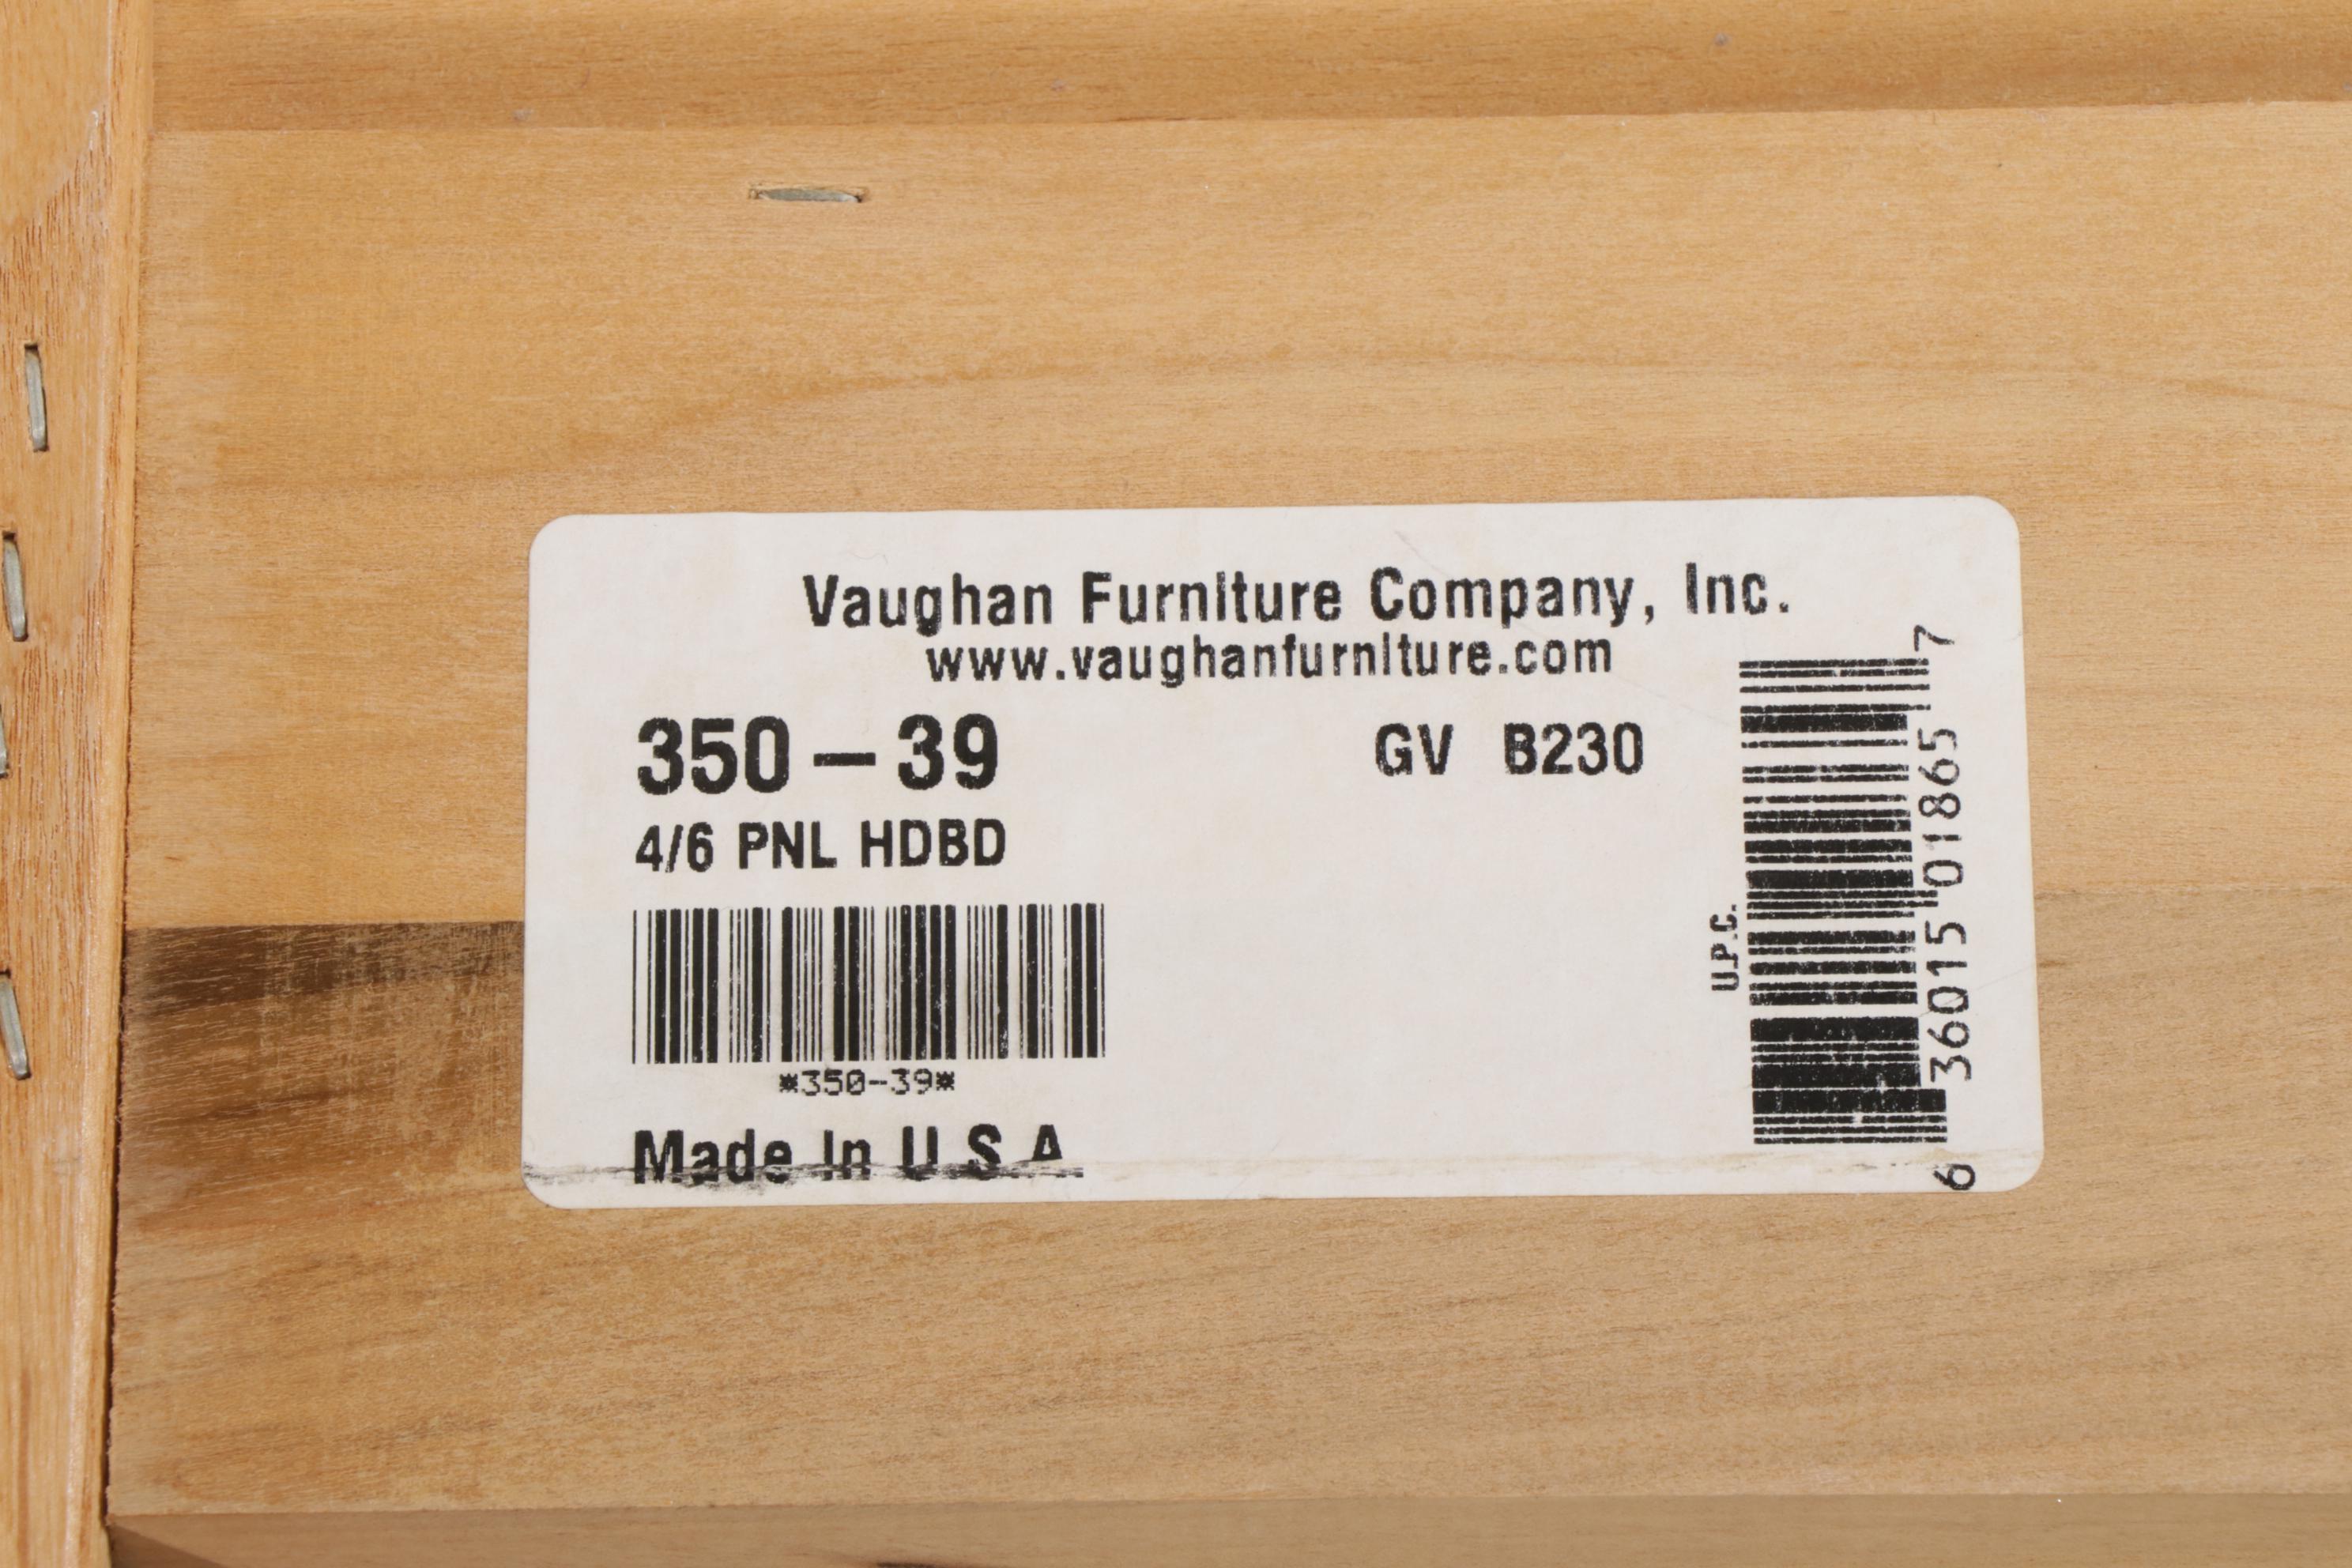 Vaughan Furniture Company, Inc.
www.vaughanfurniture.com
350-39 GV B230
4/6 PNL HDBD
*350-39*
Made In U.S.A.
U.P.C.
6 36015 01865 7